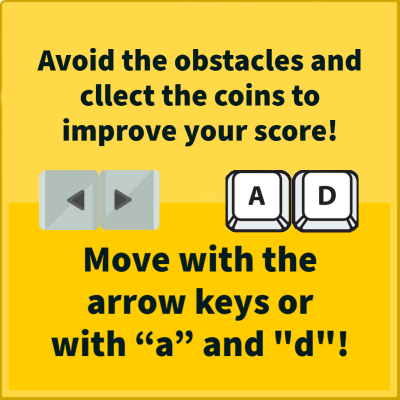 Avoid the obstacles and
cllect the coins to
improve your score!
A D
Move with the
arrow keys or
with “a” and "d"!